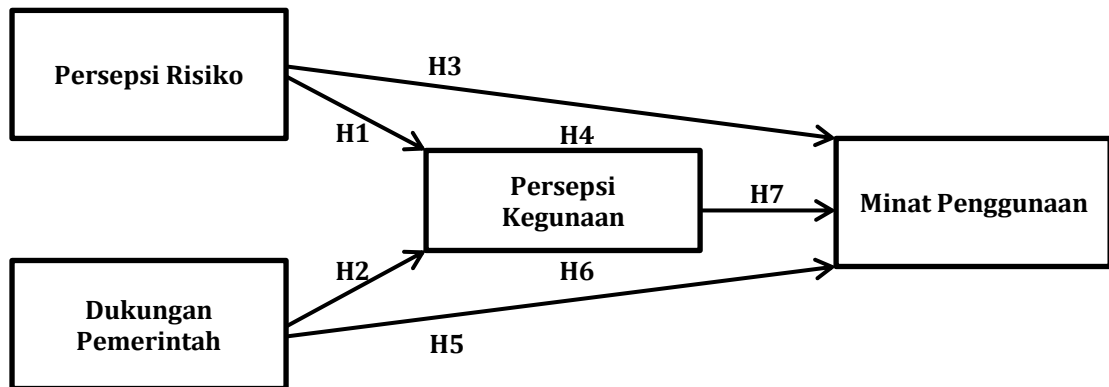 Persepsi Risiko
H3
H1
H4
Persepsi
Kegunaan
H7
Minat Penggunaan
H2
H6
Dukungan
Pemerintah
H5